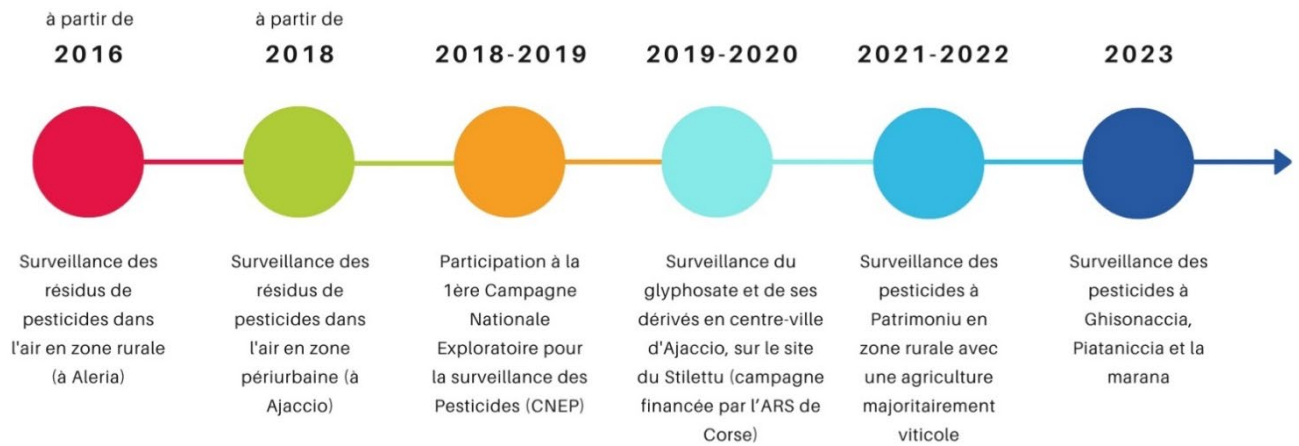 à partir de
2016
Surveillance des
résidus de
pesticides dans
l'air en zone rurale
(à Aleria)
à partir de
2018
Surveillance des
résidus de
pesticides dans
l'air en zone
périurbaine (à
Ajaccio)
2018-2019
Participation à la
1ère Campagne
Nationale
Exploratoire pour
la surveillance des
Pesticides (CNEP)
2019-2020
Surveillance du
glyphosate et de ses
dérivés en centre-ville
d'Ajaccio, sur le site
du Stilettu (campagne
financée par l’ARS de
Corse)
2021-2022
Surveillance des
pesticides à
Patrimoniu en
zone rurale avec
une agriculture
majoritairement
viticole
2023
Surveillance des
pesticides à
Ghisonaccia,
Piataniccia et la
marana